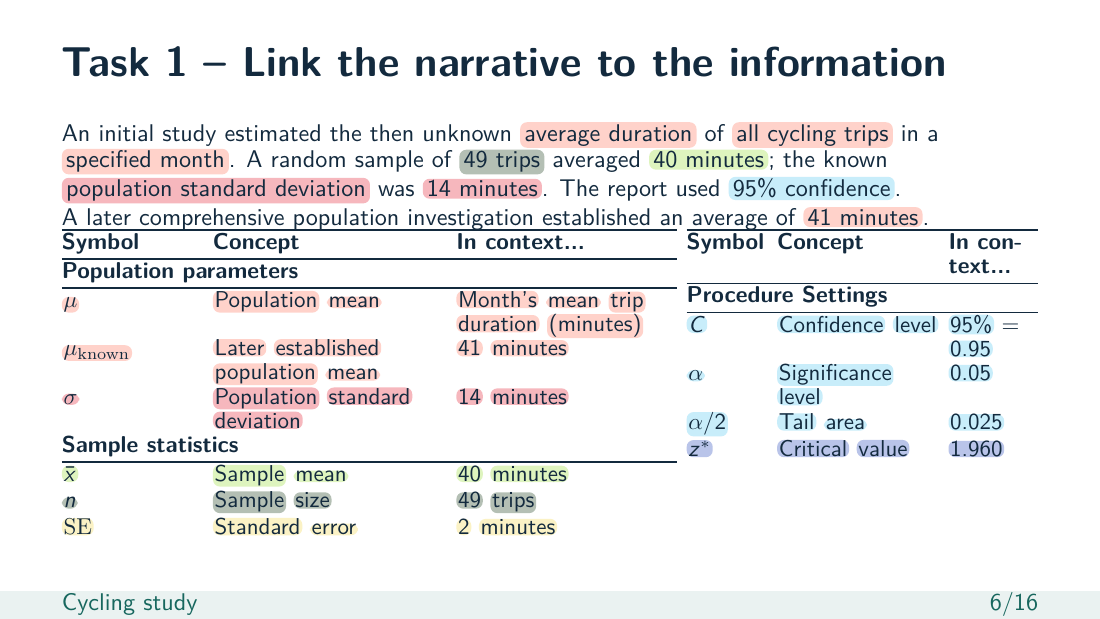 Task 1 – Link the narrative to the information
An initial study estimated the then unknown average duration of all cycling trips in a
specified month. A random sample of 49 trips averaged 40 minutes; the known
population standard deviation was 14 minutes. The report used 95% confidence.
A later comprehensive population investigation established an average of 41 minutes.
Symbol Concept In context...
Population parameters
μ Population mean Month's mean trip
duration (minutes)
μknown Later established 41 minutes
population mean
σ Population standard 14 minutes
deviation
Sample statistics
x̄ Sample mean 40 minutes
n Sample size 49 trips
SE Standard error 2 minutes
Symbol Concept In con-
text...
Procedure Settings
C Confidence level 95% =
0.95
α Significance 0.05
level
α/2 Tail area 0.025
z* Critical value 1.960
Cycling study 6/16